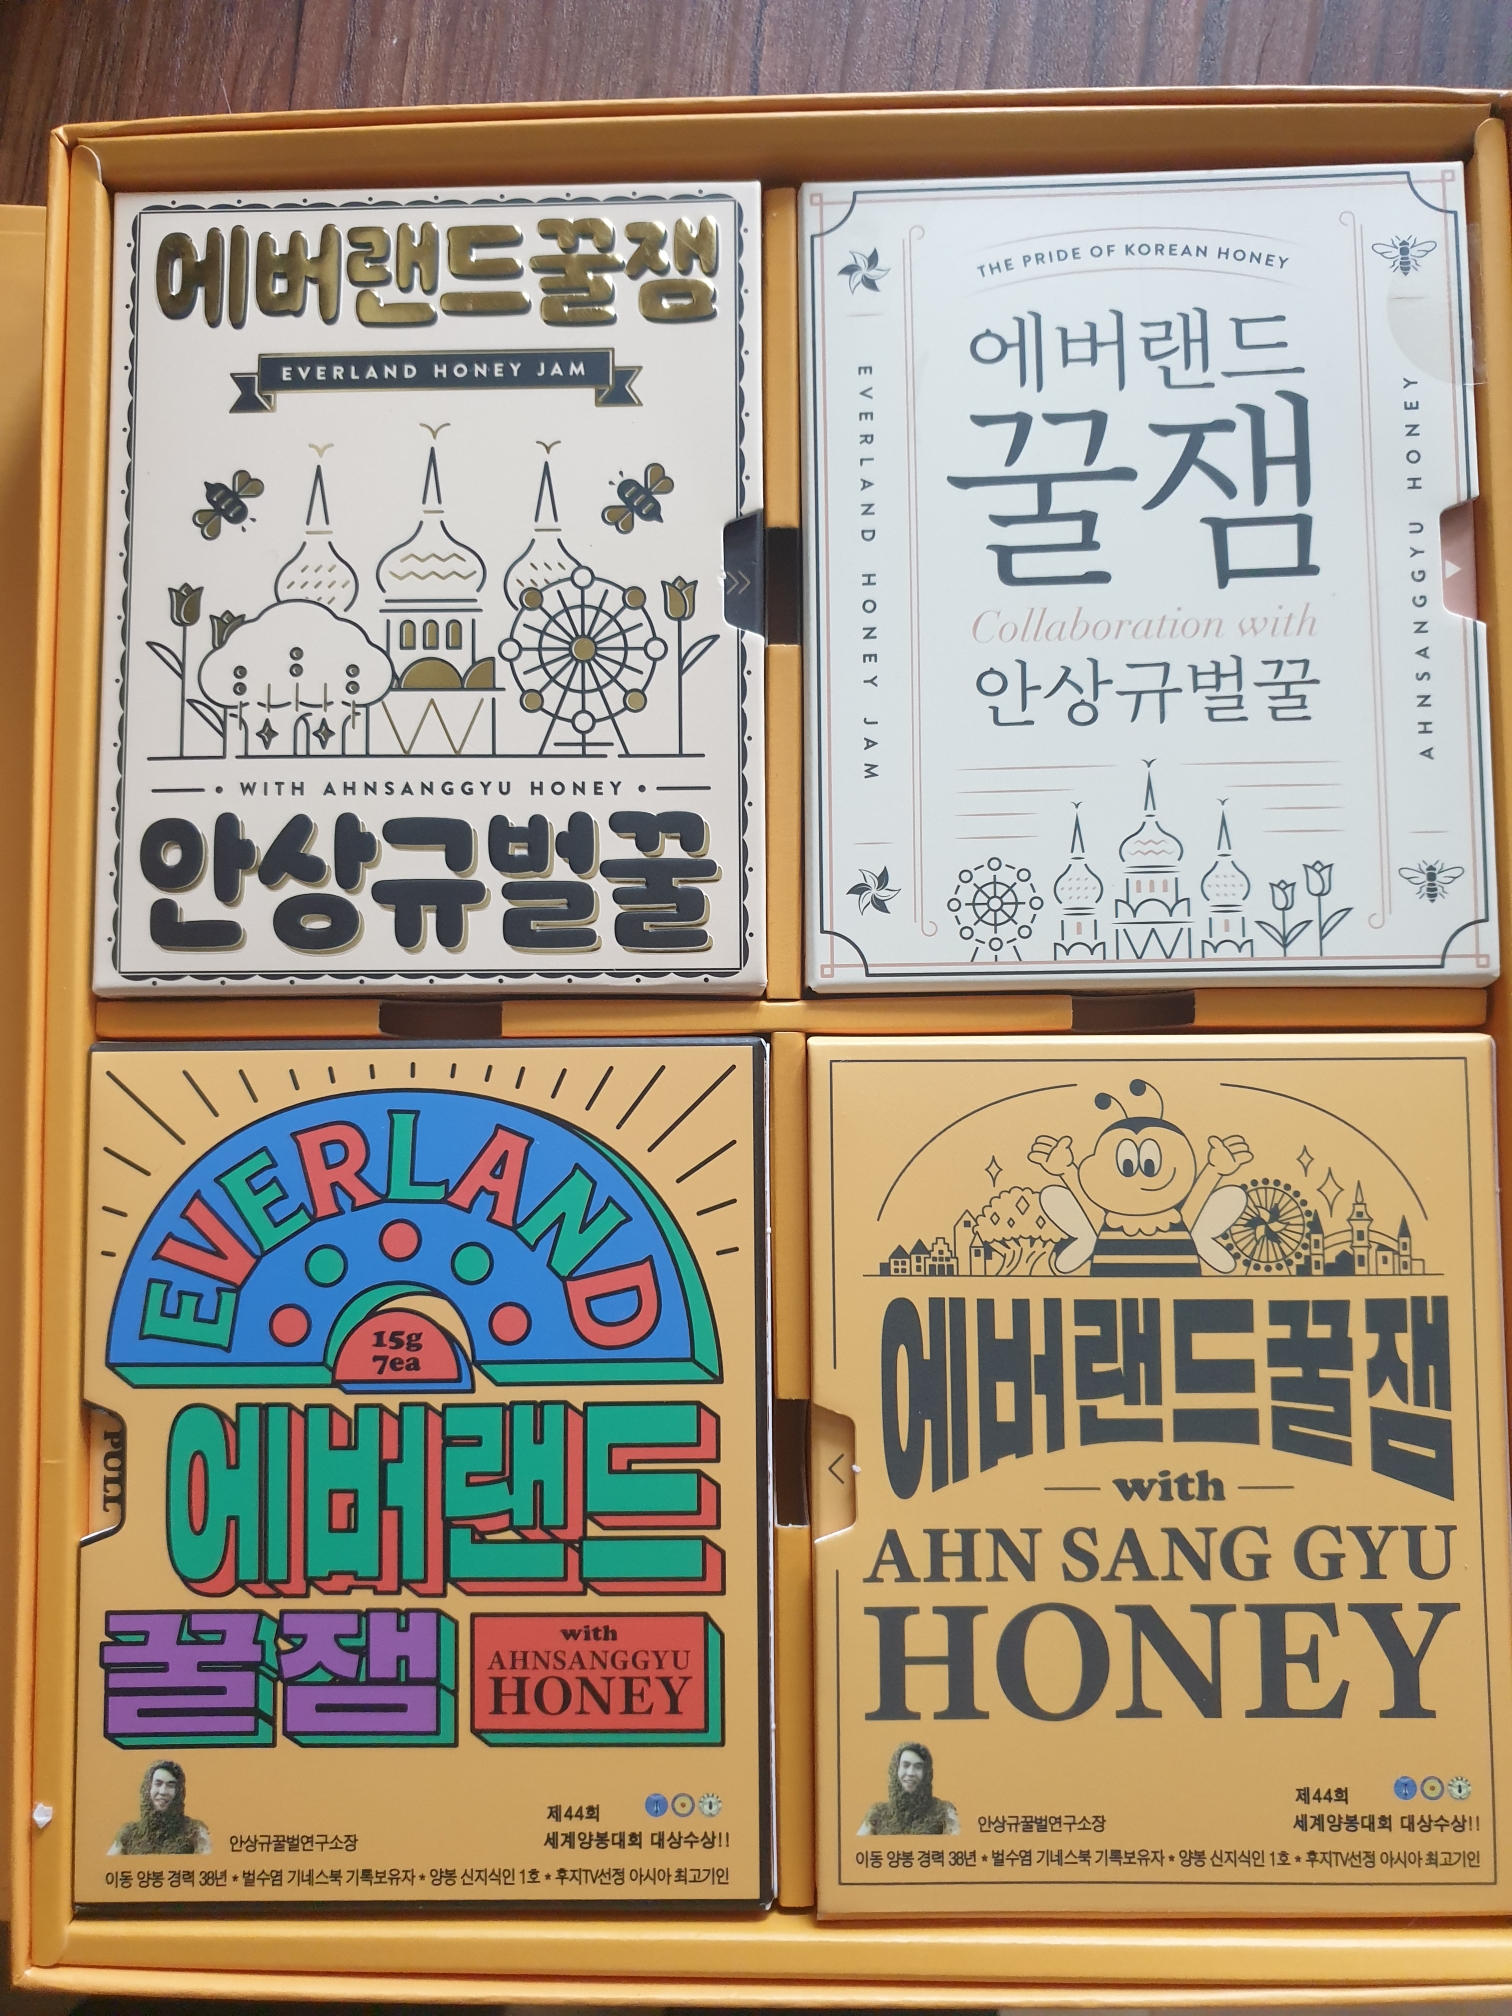 에버랜드꿀잼
EVERLAND HONEY JAM
WITH AHNSANGGYU HONEY
안상규벌꿀
THE PRIDE OF KOREAN HONEY
에버랜드
꿀잼
Collaboration with
안상규벌꿀
EVERLAND HONEY JAM
AHNSANGGYU HONEY
EVERLAND
15g
7ea
에버랜드
꿀잼
with
AHNSANGGYU
HONEY
PULL
안상규꿀벌연구소장
제44회
세계양봉대회 대상수상!!
이동 양봉 경력 38년 * 벌수염 기네스북 기록보유자 * 양봉 신지식인 1호 * 후지TV선정 아시아 최고기인
에버랜드꿀잼
with
AHN SANG GYU
HONEY
안상규꿀벌연구소장
제44회
세계양봉대회 대상수상!!
이동 양봉 경력 38년 * 벌수염 기네스북 기록보유자 * 양봉 신지식인 1호 * 후지TV선정 아시아 최고기인